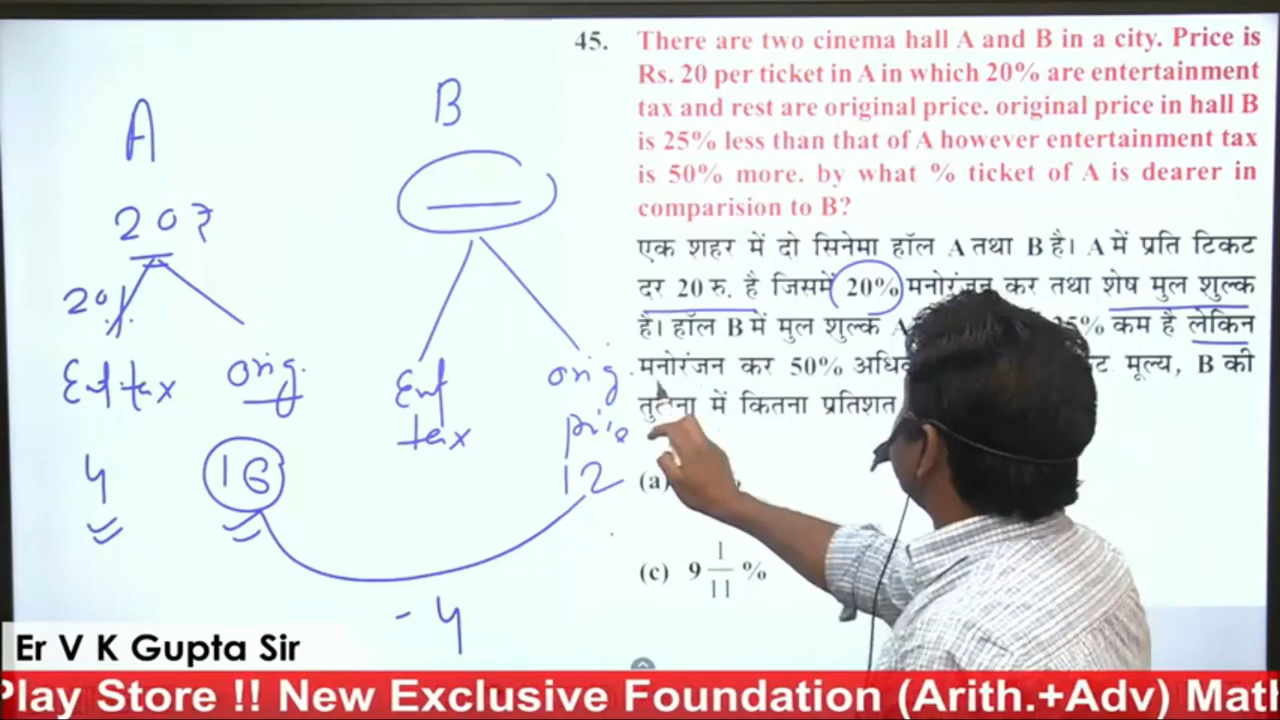 A
B
20₹
20%
Ent tax
orig.
Ent
tax
orig.
price
4
16
12
- 4
45. There are two cinema hall A and B in a city. Price is
Rs. 20 per ticket in A in which 20% are entertainment
tax and rest are original price. original price in hall B
is 25% less than that of A however entertainment tax
is 50% more. by what % ticket of A is dearer in
comparision to B?
एक शहर में दो सिनेमा हॉल A तथा B है। A में प्रति टिकट
दर 20 रु. है जिसमें 20% मनोरंजन कर तथा शेष मुल शुल्क
है। हॉल B में मुल शुल्क % कम है लेकिन
मनोरंजन कर 50% मूल्य, B की
तुलना में कितना प्रतिशत
(a)
(c) 9 1/11 %
Er V K Gupta Sir
Play Store !! New Exclusive Foundation (Arith.+Adv) Math